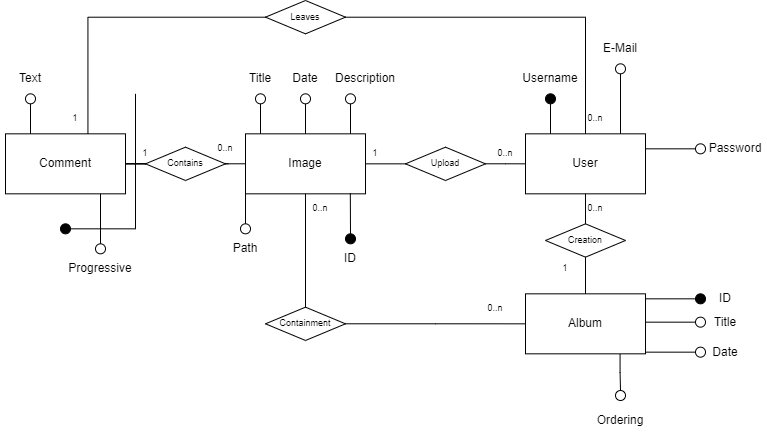 Leaves
E-Mail
Text
Title
Date
Description
Username
1
0..n
Comment
1
Contains
0..n
Image
1
Upload
0..n
User
Password
0..n
0..n
Progressive
Path
ID
Creation
1
0..n
Containment
Album
ID
Title
Date
Ordering